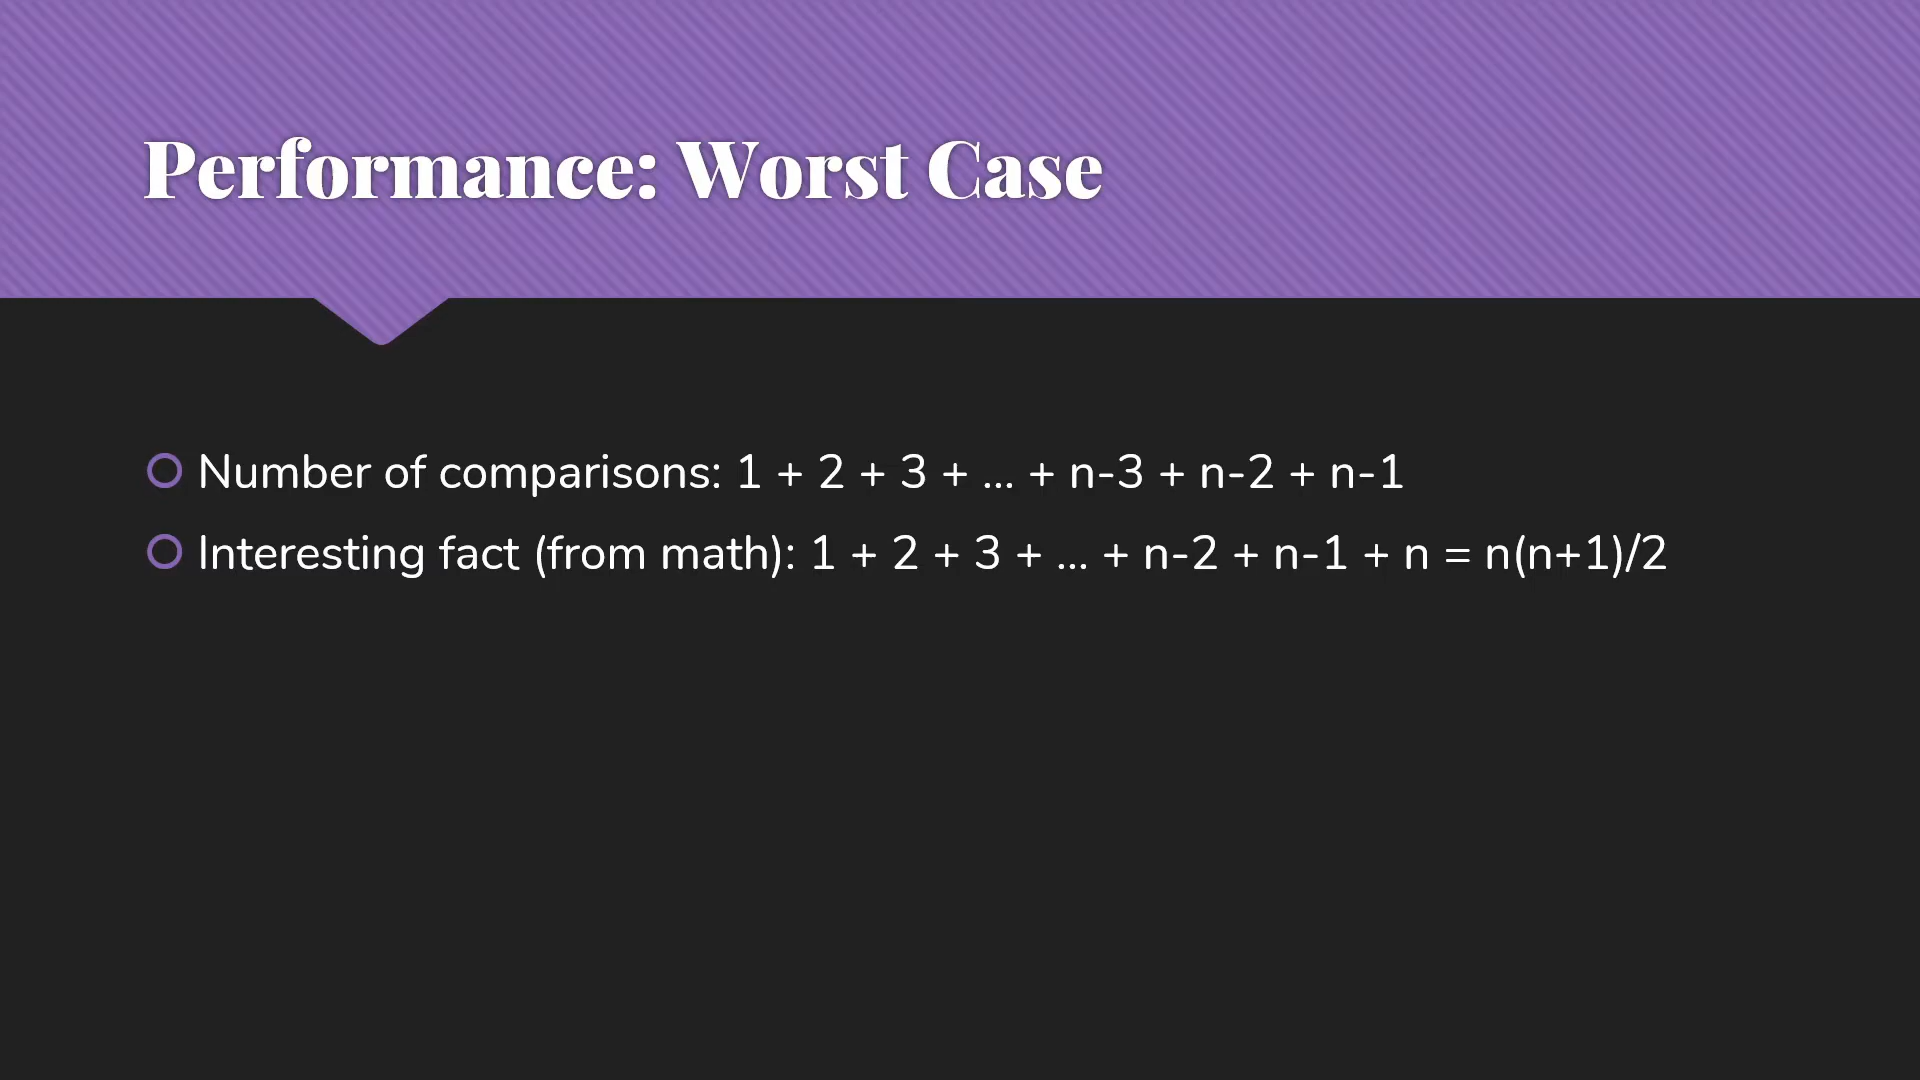 Performance: Worst Case
Number of comparisons: 1 + 2 + 3 + ... + n-3 + n-2 + n-1
Interesting fact (from math): 1 + 2 + 3 + ... + n-2 + n-1 + n = n(n+1)/2